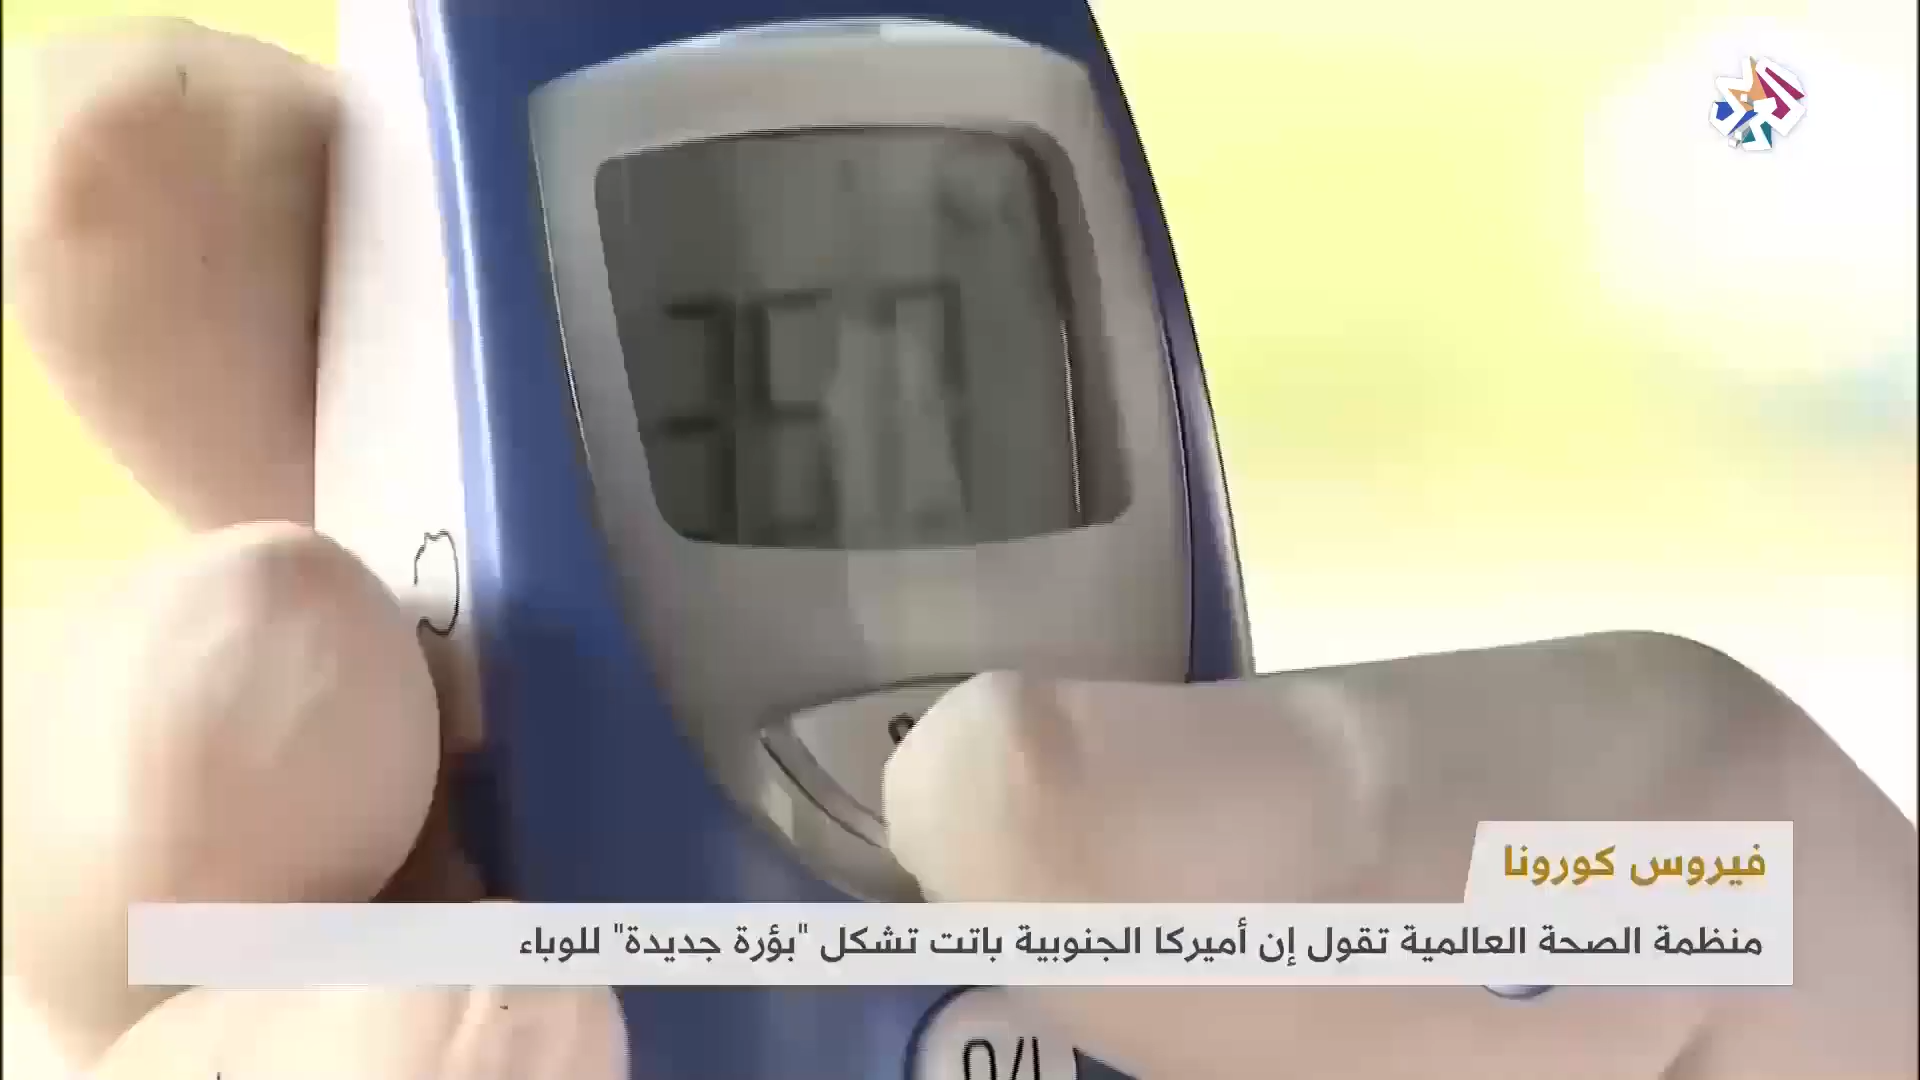 فيروس كورونا
منظمة الصحة العالمية تقول إن أميركا الجنوبية باتت تشكل "بؤرة جديدة" للوباء